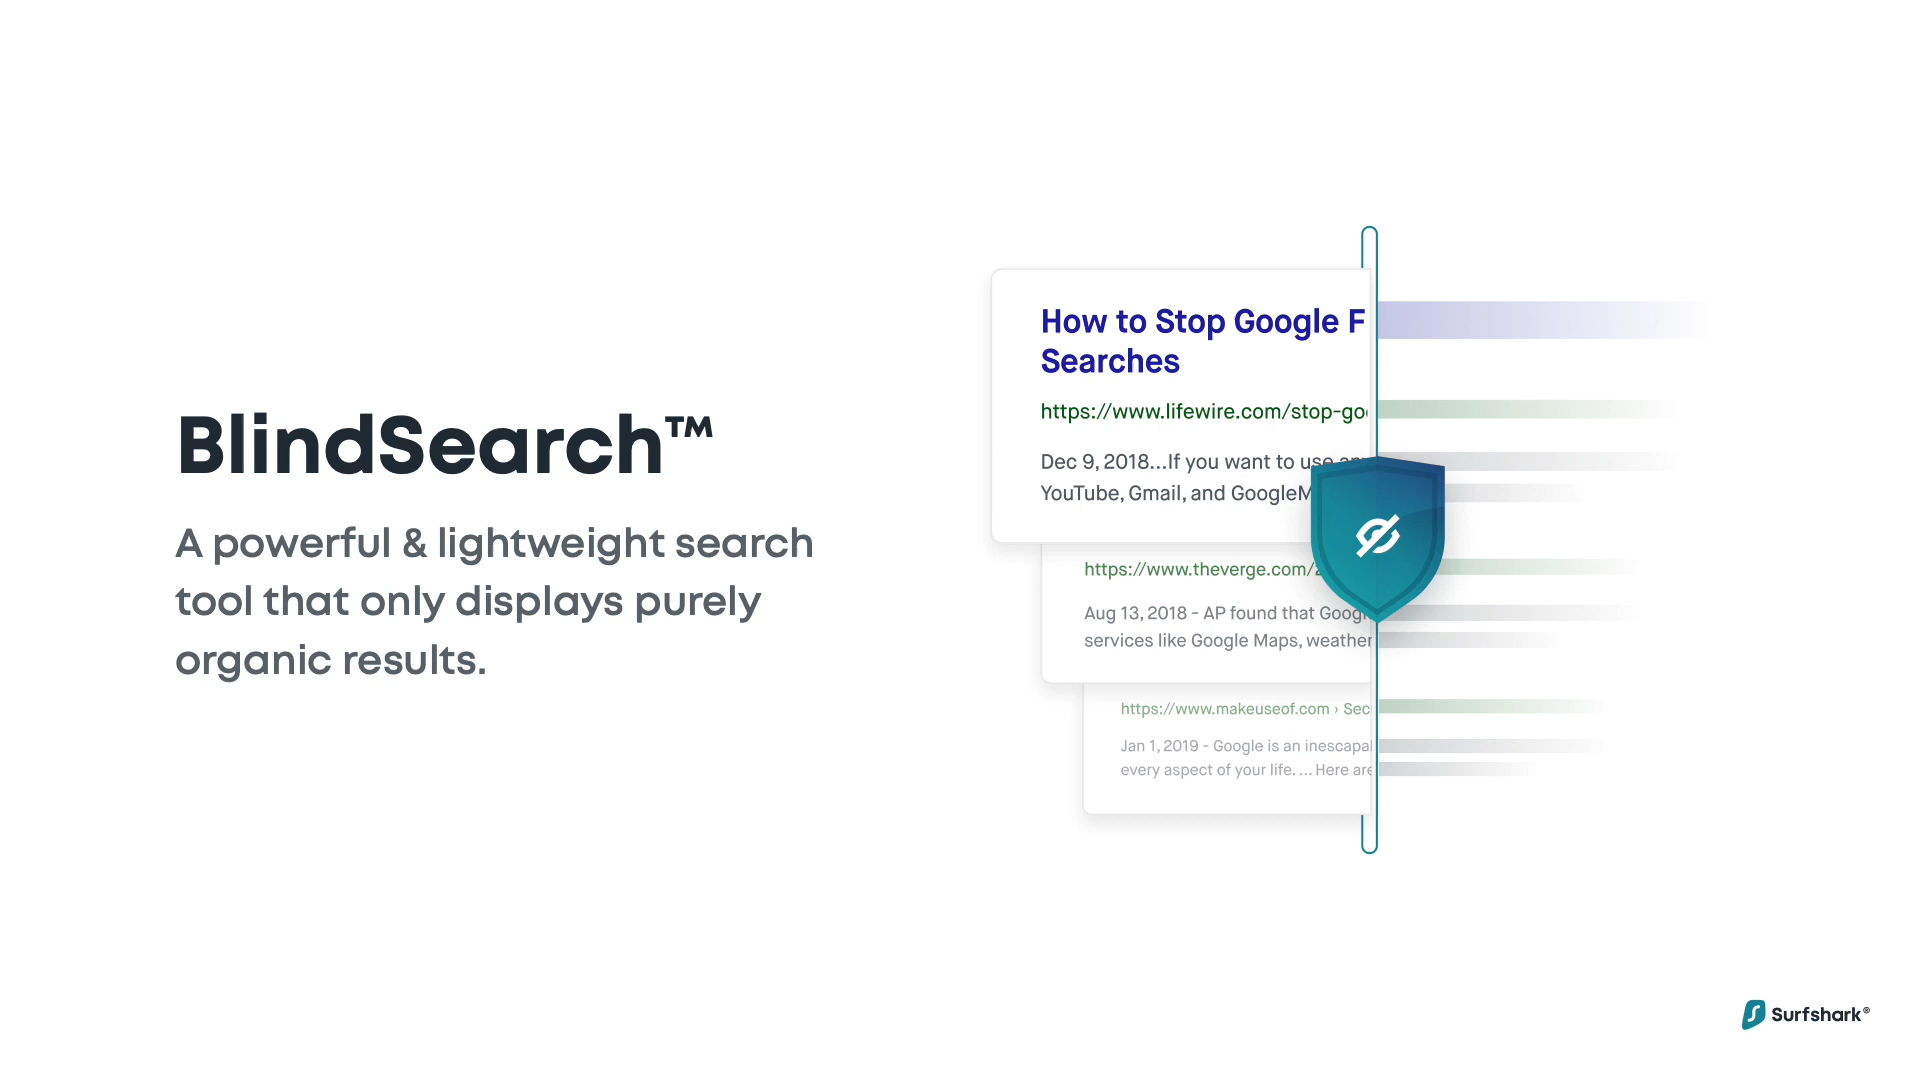 BlindSearch™
A powerful & lightweight search
tool that only displays purely
organic results.
How to Stop Google F
Searches
https://www.lifewire.com/stop-goo
Dec 9, 2018...If you want to use
YouTube, Gmail, and GoogleM
https://www.theverge.com/
Aug 13, 2018 - AP found that Googl
services like Google Maps, weather
https://www.makeuseof.com › Sec
Jan 1, 2019 - Google is an inescapal
every aspect of your life. ... Here are
Surfshark®